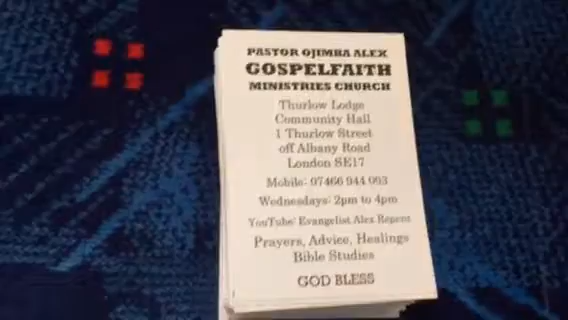 PASTOR OJIMBA ALEX
GOSPELFAITH
MINISTRIES CHURCH
Thurlow Lodge
Community Hall
1 Thurlow Street
off Albany Road
London SE17
Mobile: 07466 944 093
Wednesdays: 2pm to 4pm
YouTube: Evangelist Alex Repent
Prayers, Advice, Healings
Bible Studies
GOD BLESS